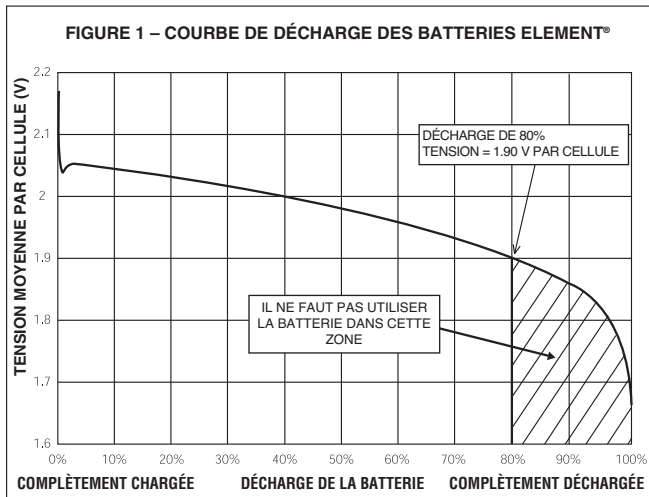 FIGURE 1 – COURBE DE DÉCHARGE DES BATTERIES ELEMENT®
TENSION MOYENNE PAR CELLULE (V)
2.2
2.1
2
1.9
1.8
1.7
1.6
DÉCHARGE DE 80%
TENSION = 1.90 V PAR CELLULE
IL NE FAUT PAS UTILISER
LA BATTERIE DANS CETTE
ZONE
0% 10% 20% 30% 40% 50% 60% 70% 80% 90% 100%
COMPLÈTEMENT CHARGÉE DÉCHARGE DE LA BATTERIE COMPLÈTEMENT DÉCHARGÉE